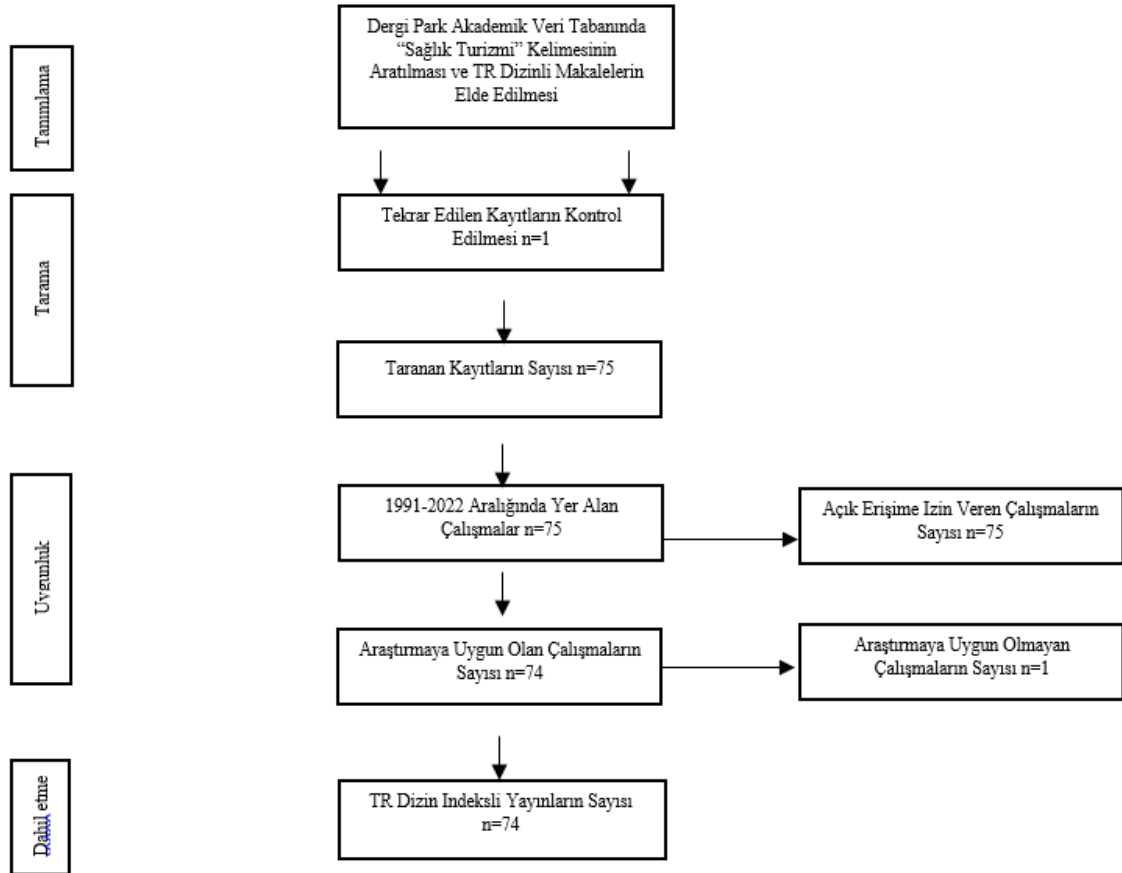 Dergi Park Akademik Veri Tabanında
“Sağlık Turizmi” Kelimesinin
Aratılması ve TR Dizinli Makalelerin
Elde Edilmesi
Tanımlama
Tekrar Edilen Kayıtların Kontrol
Edilmesi n=1
Tarama
Taranan Kayıtların Sayısı n=75
1991-2022 Aralığında Yer Alan
Çalışmalar n=75
Açık Erişime Izin Veren Çalışmaların
Sayısı n=75
Uygunluk
Araştırmaya Uygun Olan Çalışmaların
Sayısı n=74
Araştırmaya Uygun Olmayan
Çalışmaların Sayısı n=1
TR Dizin Indeksli Yayınların Sayısı
n=74
Dahil etme